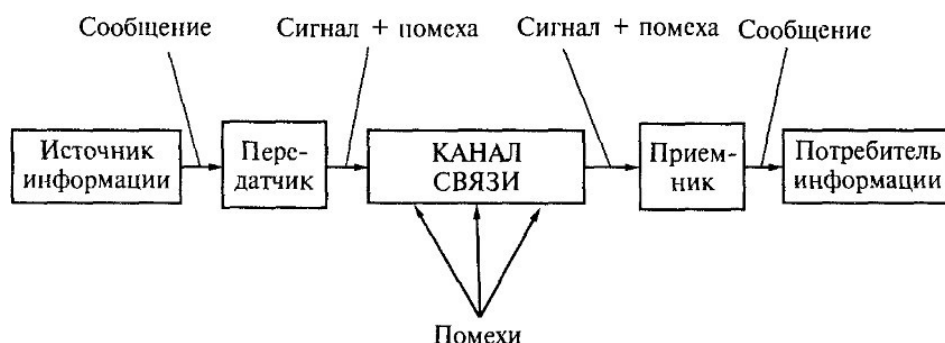 Сообщение
Сигнал + помеха
Сигнал + помеха
Сообщение
Источник
информации
Пере-
датчик
КАНАЛ
СВЯЗИ
Прием-
ник
Потребитель
информации
Помехи